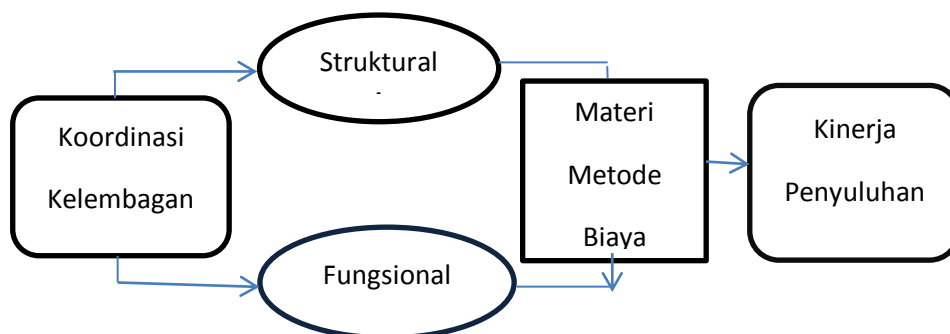 Struktural
Koordinasi
Kelembagan
Materi
Metode
Biaya
Kinerja
Penyuluhan
Fungsional